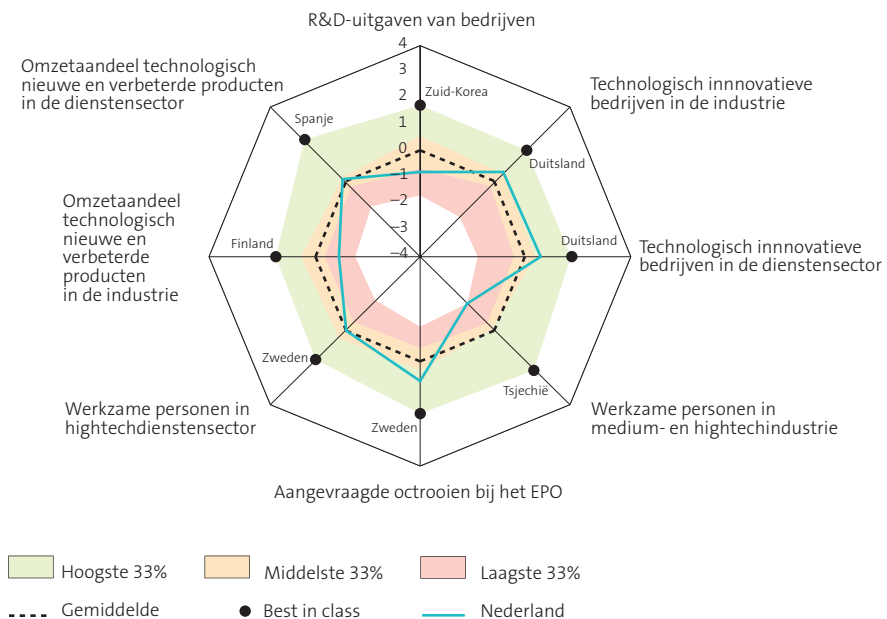 R&D-uitgaven van bedrijven
4
3
2
1
0
–1
–2
–3
–4
Omzetaandeel technologisch
nieuwe en verbeterde producten
in de dienstensector
Technologisch innnovatieve
bedrijven in de industrie
Zuid-Korea
Spanje
Duitsland
Omzetaandeel
technologisch
nieuwe en
verbeterde
producten
in de industrie
Finland
Duitsland
Technologisch innnovatieve
bedrijven in de dienstensector
Zweden
Tsjechië
Werkzame personen in
hightechdienstensector
Zweden
Werkzame personen in
medium- en hightechindustrie
Aangevraagde octrooien bij het EPO
Hoogste 33%
Middelste 33%
Laagste 33%
Gemiddelde
Best in class
Nederland